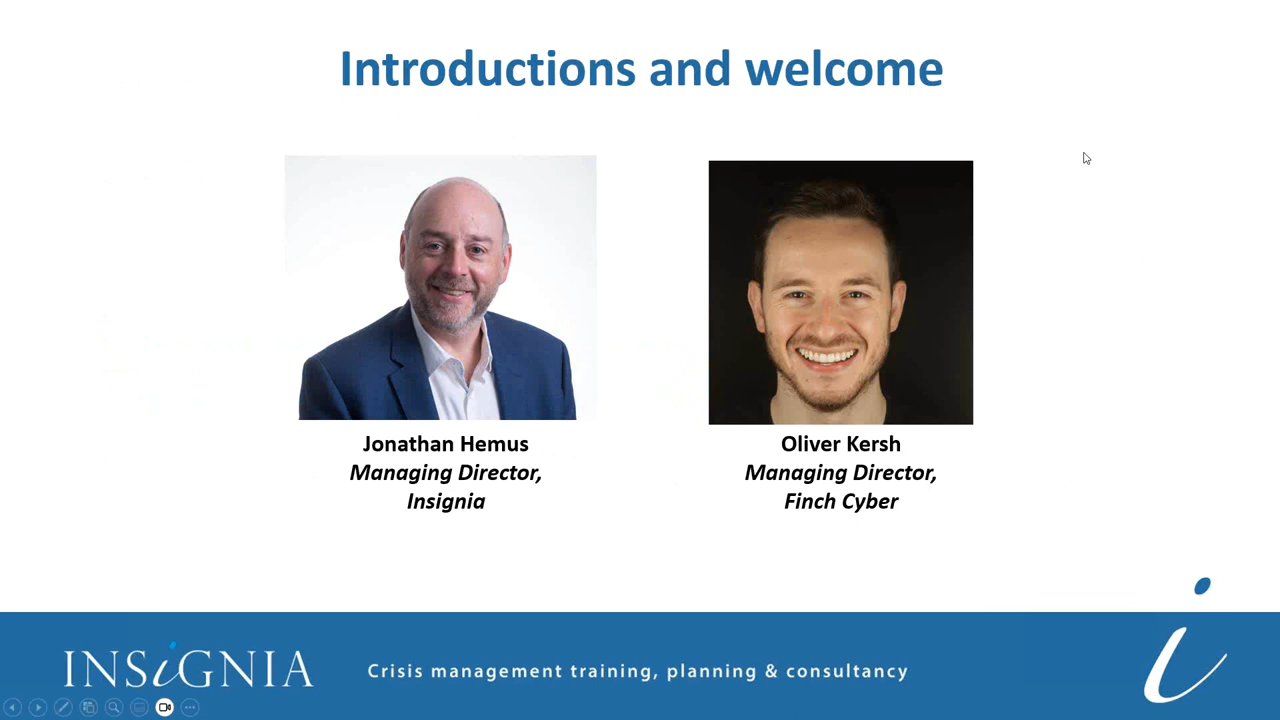 Introductions and welcome
Jonathan Hemus
Managing Director,
Insignia
Oliver Kersh
Managing Director,
Finch Cyber
INSiGNIA
Crisis management training, planning & consultancy
i